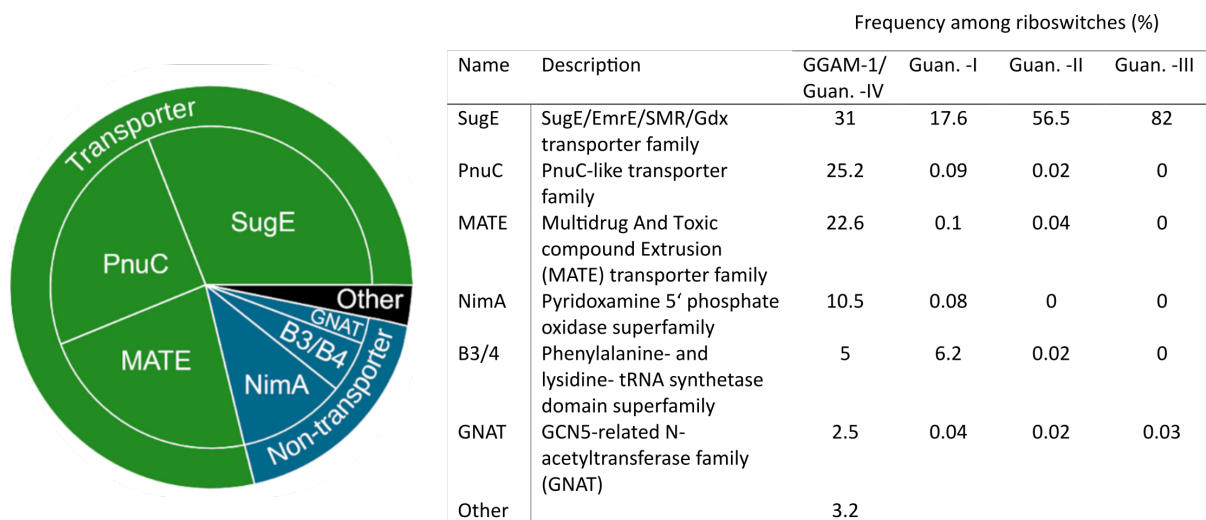 Transporter
SugE
PnuC
MATE
Other
GNAT
B3/B4
NimA
Non-transporter
Frequency among riboswitches (%)
Name Description GGAM-1/ Guan. -I Guan. -II Guan. -III
Guan. -IV
SugE SugE/EmrE/SMR/Gdx 31 17.6 56.5 82
transporter family
PnuC PnuC-like transporter 25.2 0.09 0.02 0
family
MATE Multidrug And Toxic 22.6 0.1 0.04 0
compound Extrusion
(MATE) transporter family
NimA Pyridoxamine 5‘ phosphate 10.5 0.08 0 0
oxidase superfamily
B3/4 Phenylalanine- and 5 6.2 0.02 0
lysidine- tRNA synthetase
domain superfamily
GNAT GCN5-related N- 2.5 0.04 0.02 0.03
acetyltransferase family
(GNAT)
Other 3.2